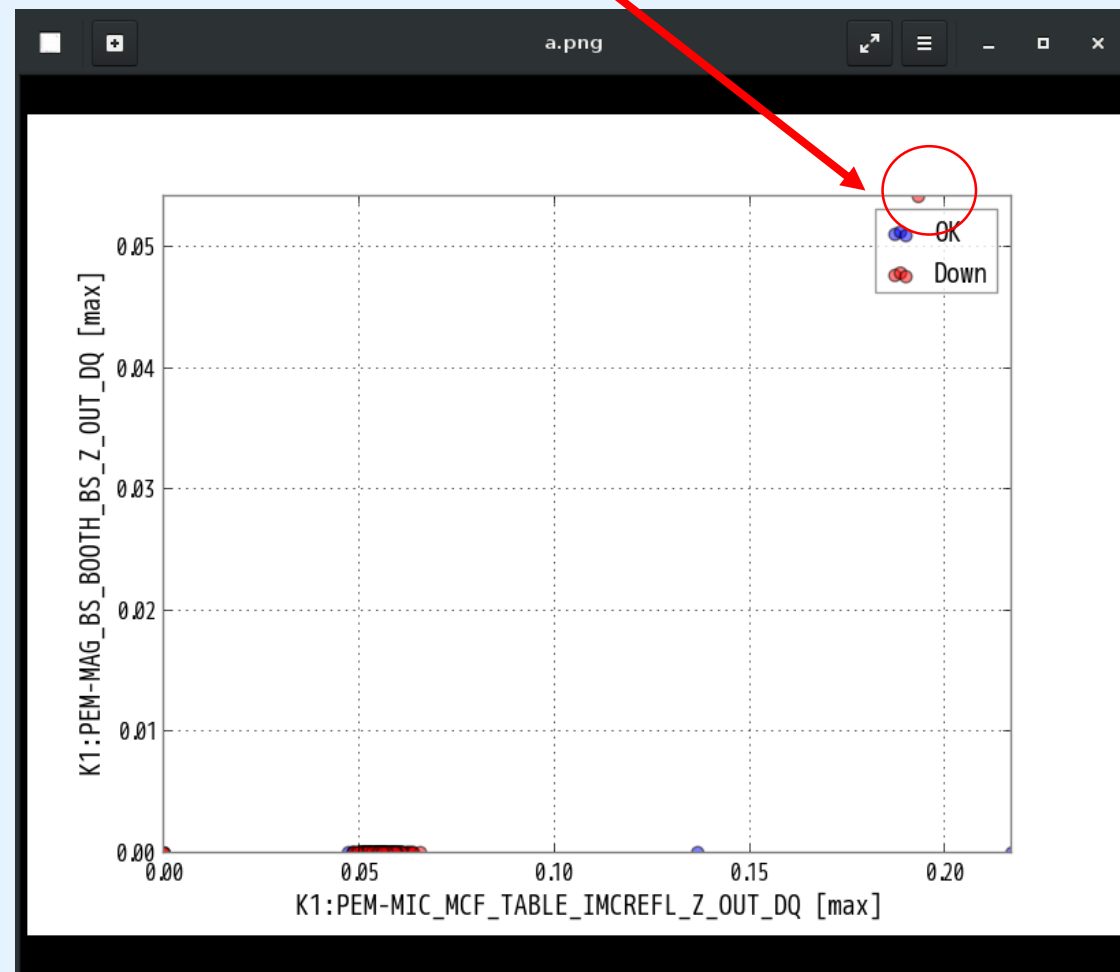 a.png
OK
Down
0.05
0.04
0.03
0.02
0.01
0.00
K1:PEM-MAG_BS_BOOTH_BS_Z_OUT_DQ [max]
0.00 0.05 0.10 0.15 0.20
K1:PEM-MIC_MCF_TABLE_IMCREFL_Z_OUT_DQ [max]